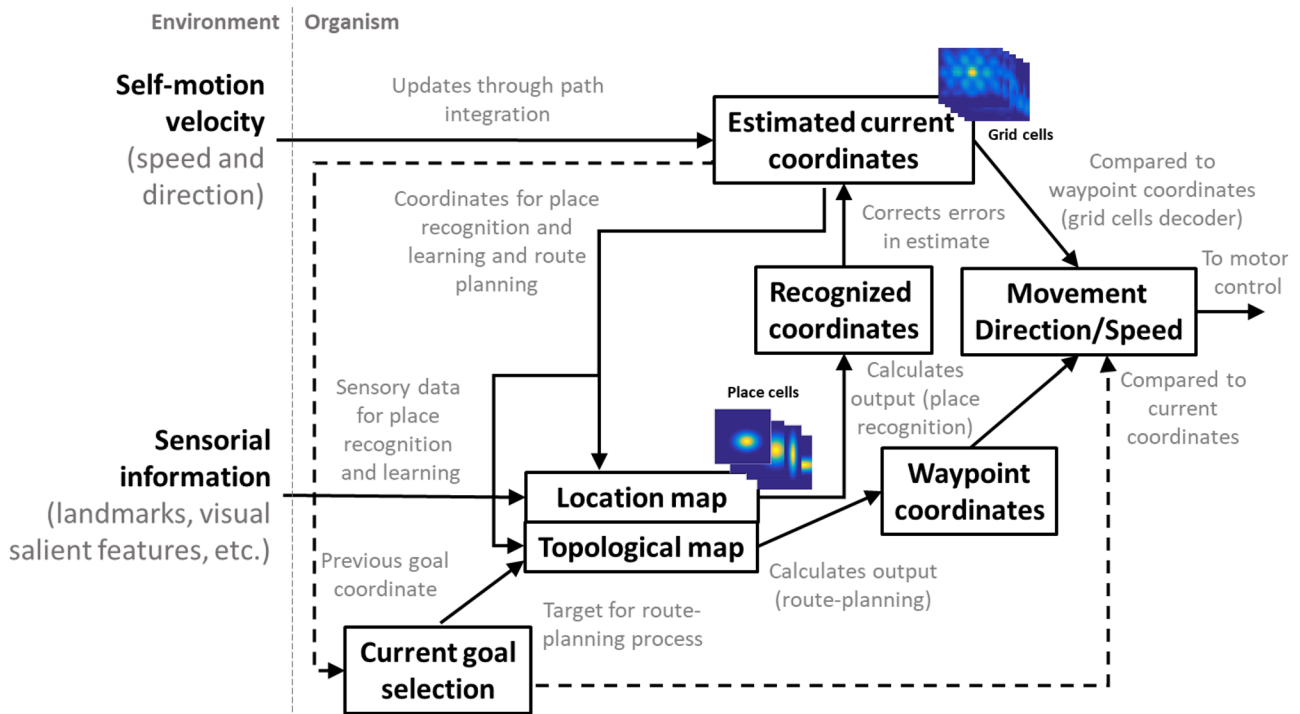 Environment
Organism
Self-motion
velocity
(speed and
direction)
Updates through path
integration
Estimated current
coordinates
Grid cells
Compared to
waypoint coordinates
(grid cells decoder)
Coordinates for place
recognition and
learning and route
planning
Corrects errors
in estimate
To motor
control
Recognized
coordinates
Movement
Direction/Speed
Sensory data
for place
recognition
and learning
Place cells
Calculates
output (place
recognition)
Compared to
current
coordinates
Sensorial
information
(landmarks, visual
salient features, etc.)
Location map
Topological map
Waypoint
coordinates
Previous goal
coordinate
Target for route-
planning process
Calculates output
(route-planning)
Current goal
selection